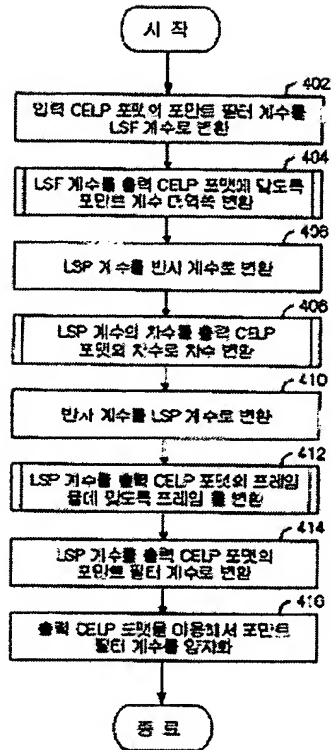 시 작
402
입력 CELP 포맷의 포만트 필터 계수를
LSF 계수로 변환
404
LSF 계수를 출력 CELP 포맷에 맞도록
포만트 계수 대역폭 변환
406
LSP 계수를 반사 계수로 변환
406
LSP 계수의 차수를 출력 CELP
포맷의 차수로 차수 변환
410
반사 계수를 LSP 계수로 변환
412
LSP 계수를 출력 CELP 포맷의 프레임
율에 맞도록 프레임 율 변환
414
LSP 계수를 출력 CELP 포맷의
포만트 필터 계수로 변환
416
출력 CELP 포맷을 이용해서 포만트
필터 계수를 양자화
종 료